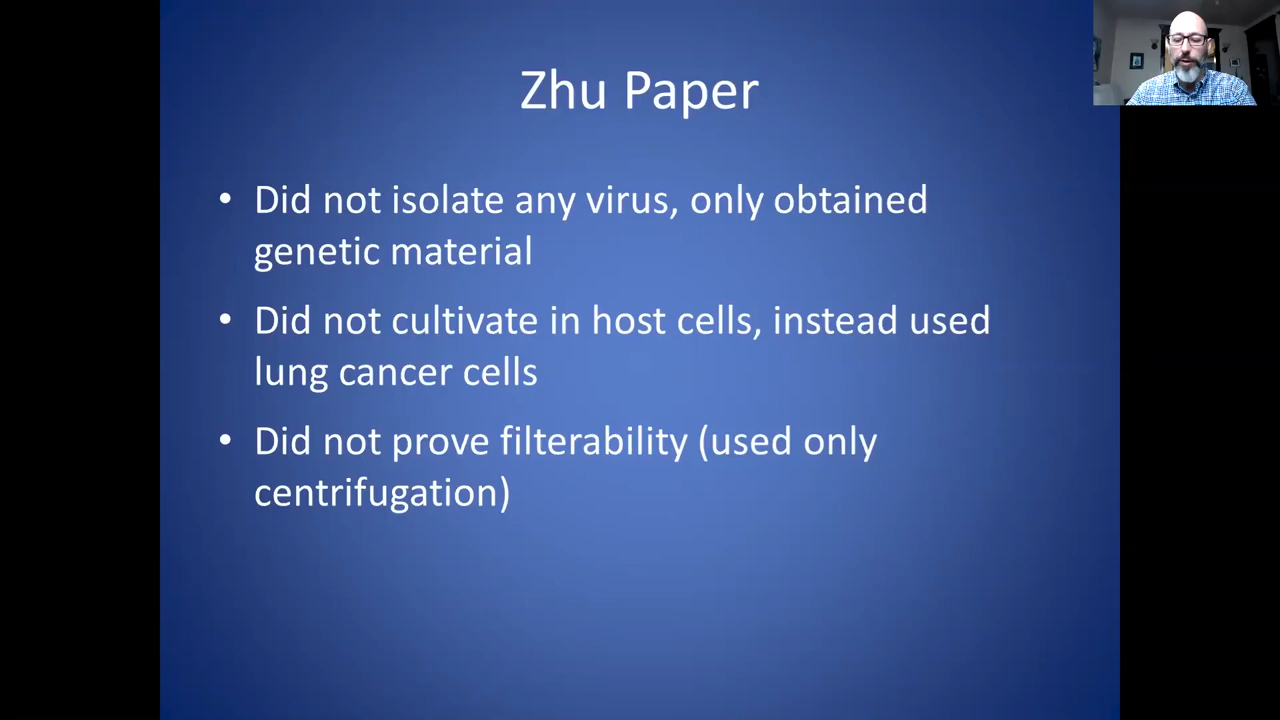 Zhu Paper
• Did not isolate any virus, only obtained
genetic material
• Did not cultivate in host cells, instead used
lung cancer cells
• Did not prove filterability (used only
centrifugation)